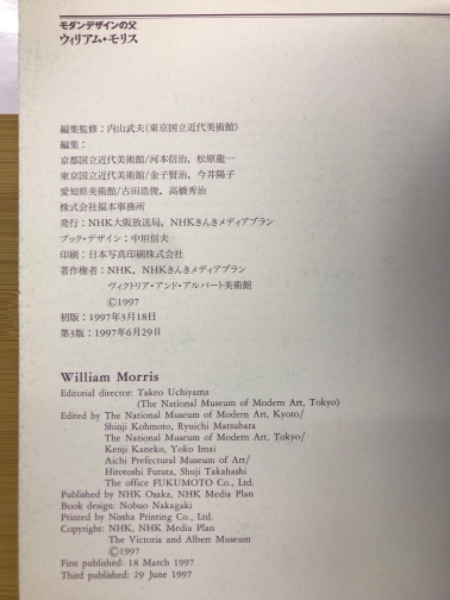 モダンデザインの父
ウィリアム・モリス
編集監修：内山武夫(東京国立近代美術館)
編集：
京都国立近代美術館/河本信治，松原龍一
東京国立近代美術館/金子賢治，今井陽子
愛知県美術館/古田浩俊，高橋秀治
株式会社福本事務所
発行：NHK大阪放送局，NHKきんきメディアプラン
ブック・デザイン：中垣信夫
印刷：日本写真印刷株式会社
著作権者：NHK，NHKきんきメディアプラン
ヴィクトリア・アンド・アルバート美術館
©1997
初版：1997年3月18日
第3版：1997年6月29日
William Morris
Editorial director: Takeo Uchiyama
(The National Museum of Modern Art, Tokyo)
Edited by The National Museum of Modern Art, Kyoto/
Shinji Kohmoto, Ryuichi Matsubara
The National Museum of Modern Art, Tokyo/
Kenji Kaneko, Yoko Imai
Aichi Prefectural Museum of Art/
Hirotoshi Furuta, Shuji Takahashi
The office FUKUMOTO Co., Ltd.
Published by NHK Osaka, NHK Media Plan
Book design: Nobuo Nakagaki
Printed by Nissha Printing Co., Ltd.
Copyright: NHK, NHK Media Plan
The Victoria and Albert Museum
©1997
First published: 18 March 1997
Third published: 29 June 1997